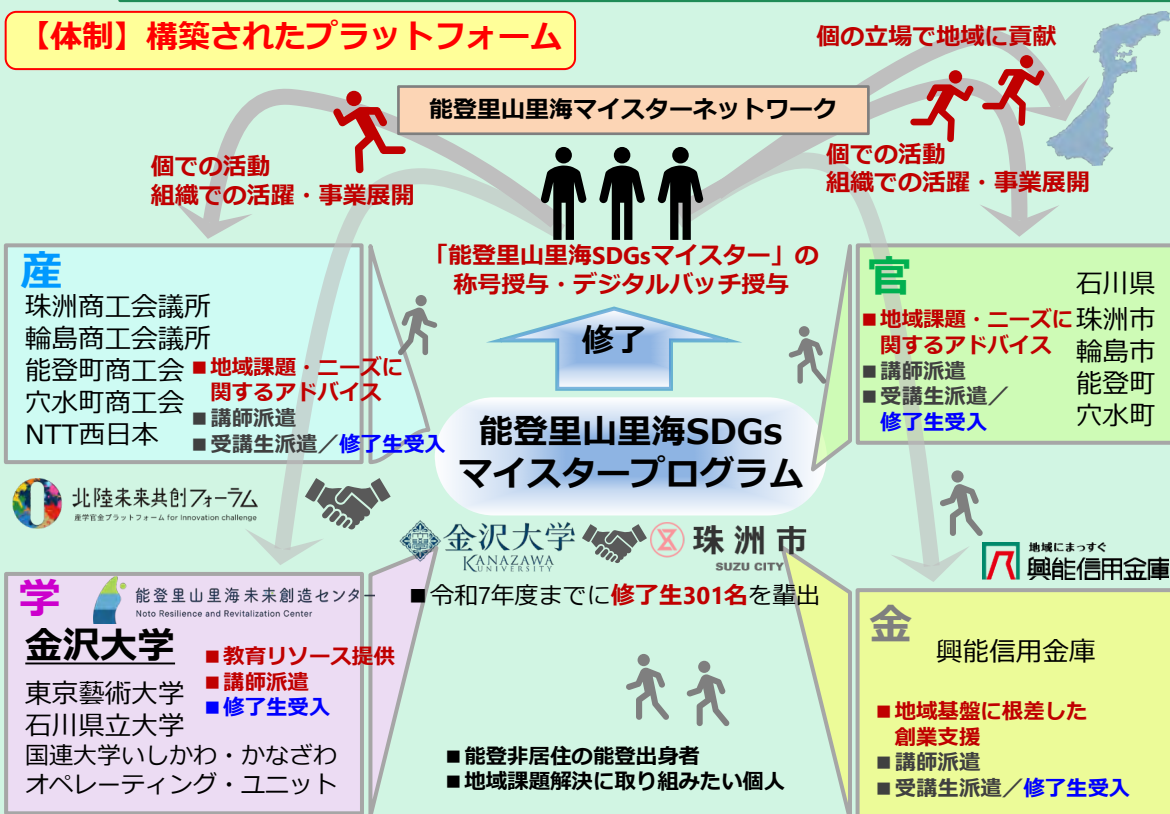 【体制】構築されたプラットフォーム
個の立場で地域に貢献
能登里山里海マイスターネットワーク
個での活動
組織での活躍・事業展開
個での活動
組織での活躍・事業展開
「能登里山里海SDGsマイスター」の
称号授与・デジタルバッチ授与
修了
能登里山里海SDGs
マイスタープログラム
産
珠洲商工会議所
輪島商工会議所
能登町商工会
穴水町商工会
NTT西日本
■地域課題・ニーズに
関するアドバイス
■講師派遣
■受講生派遣／修了生受入
官
石川県
珠洲市
輪島市
能登町
穴水町
■地域課題・ニーズに
関するアドバイス
■講師派遣
■受講生派遣／
修了生受入
北陸未来共創フォーラム
産学官金プラットフォーム for innovation challenge
金沢大学
KANAZAWA
UNIVERSITY
珠洲市
SUZU CITY
■令和7年度までに修了生301名を輩出
地域にまっすぐ
興能信用金庫
学
能登里山里海未来創造センター
Noto Resilience and Revitalization Center
金沢大学
東京藝術大学
石川県立大学
国連大学いしかわ・かなざわ
オペレーティング・ユニット
■教育リソース提供
■講師派遣
■修了生受入
■能登非居住の能登出身者
■地域課題解決に取り組みたい個人
金
興能信用金庫
■地域基盤に根差した
創業支援
■講師派遣
■受講生派遣／修了生受入